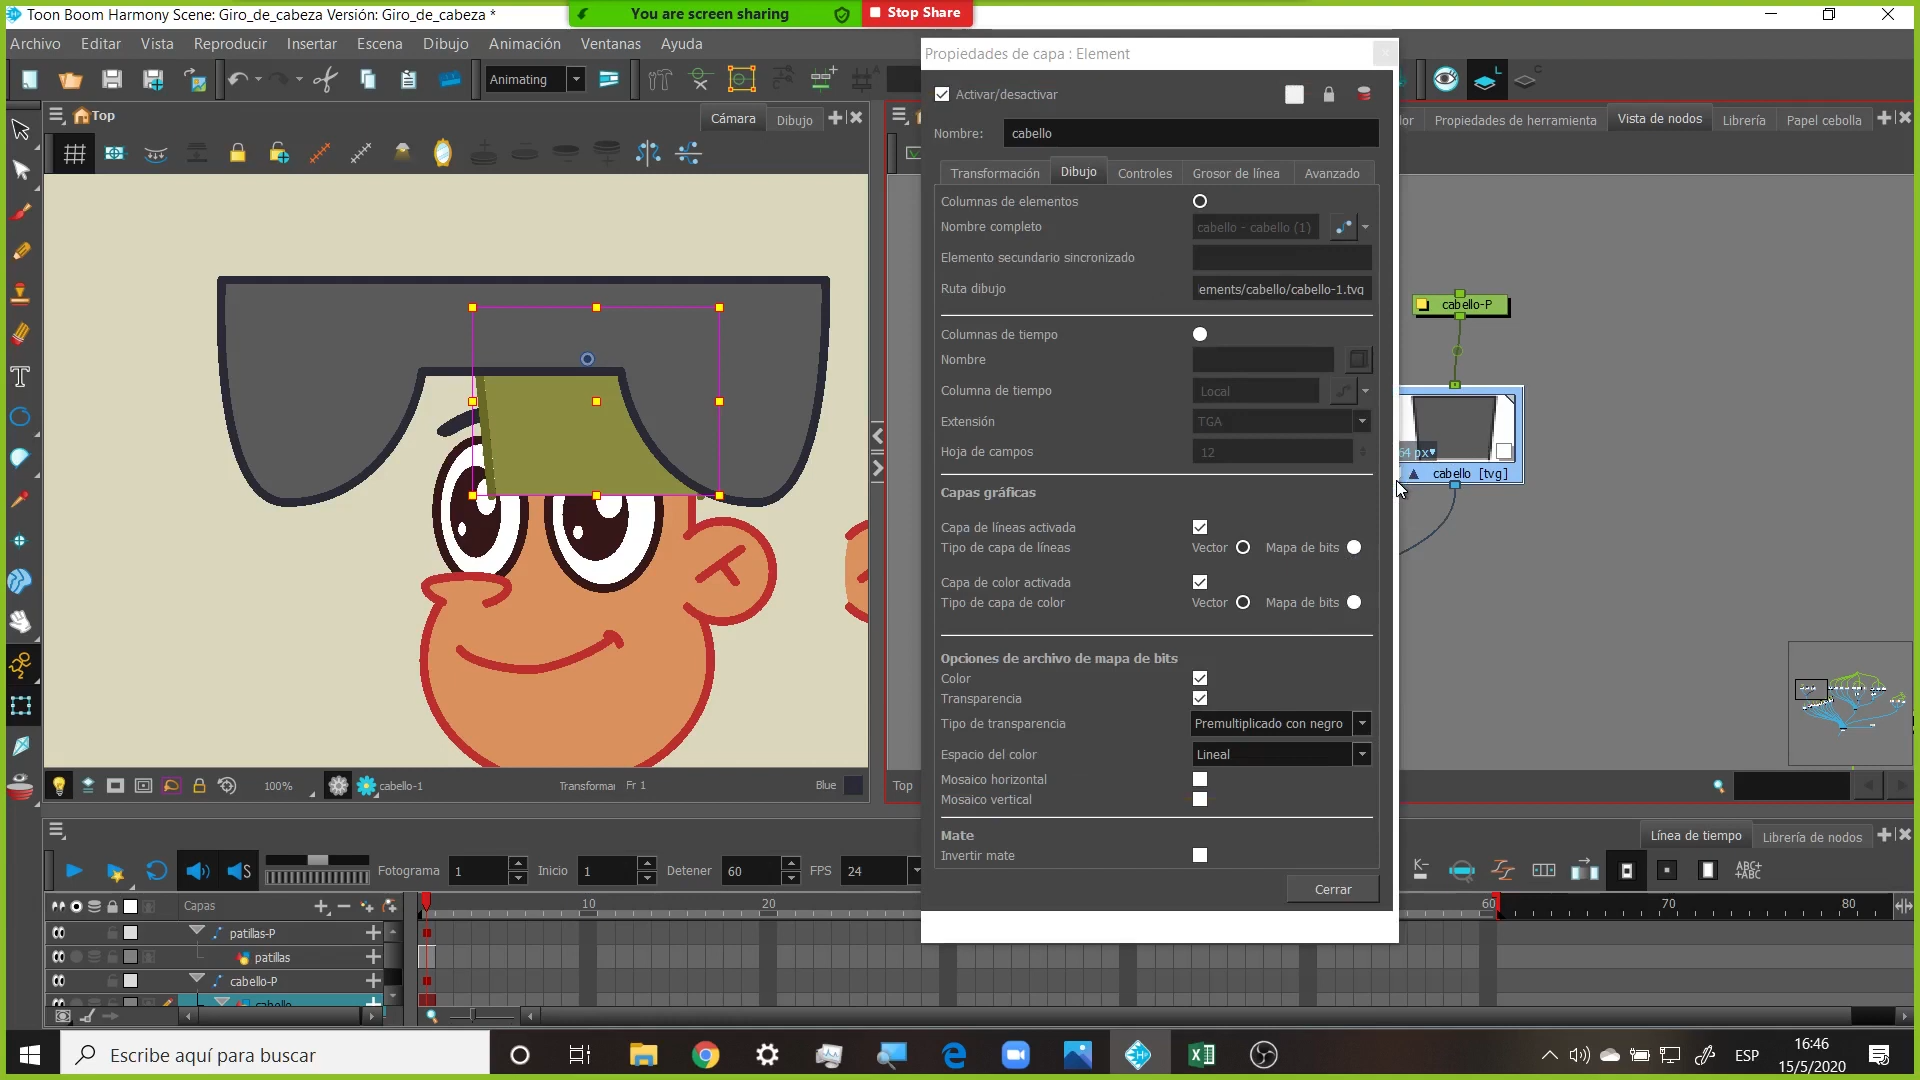 Toon Boom Harmony Scene: Giro_de_cabeza Versión: Giro_de_cabeza *
You are screen sharing
Stop Share
Archivo Editar Vista Reproducir Insertar Escena Dibujo Animación Ventanas Ayuda
Animating
Top
Cámara
Dibujo
Propiedades de capa : Element
Activar/desactivar
Nombre: cabello
Transformación Dibujo Controles Grosor de línea Avanzado
Columnas de elementos
Nombre completo cabello - cabello (1)
Elemento secundario sincronizado
Ruta dibujo ements/cabello/cabello-1.tvg
Columnas de tiempo
Nombre
Columna de tiempo Local
Extensión TGA
Hoja de campos 12
Capas gráficas
Capa de líneas activada
Tipo de capa de líneas Vector Mapa de bits
Capa de color activada
Tipo de capa de color Vector Mapa de bits
Opciones de archivo de mapa de bits
Color
Transparencia
Tipo de transparencia Premultiplicado con negro
Espacio del color Lineal
Mosaico horizontal
Mosaico vertical
Mate
Invertir mate
Cerrar
lor Propiedades de herramienta Vista de nodos Librería Papel cebolla
cabello-P
64 px
cabello [tvg]
100% cabello-1 Transformar Fr 1 Blue
Top
Línea de tiempo Librería de nodos
Fotograma 1 Inicio 1 Detener 60 FPS 24
ABC+
ABC
Capas
10 20 60 70 80
patillas-P
patillas
cabello-P
cabello
Escribe aquí para buscar
ESP
16:46
15/5/2020